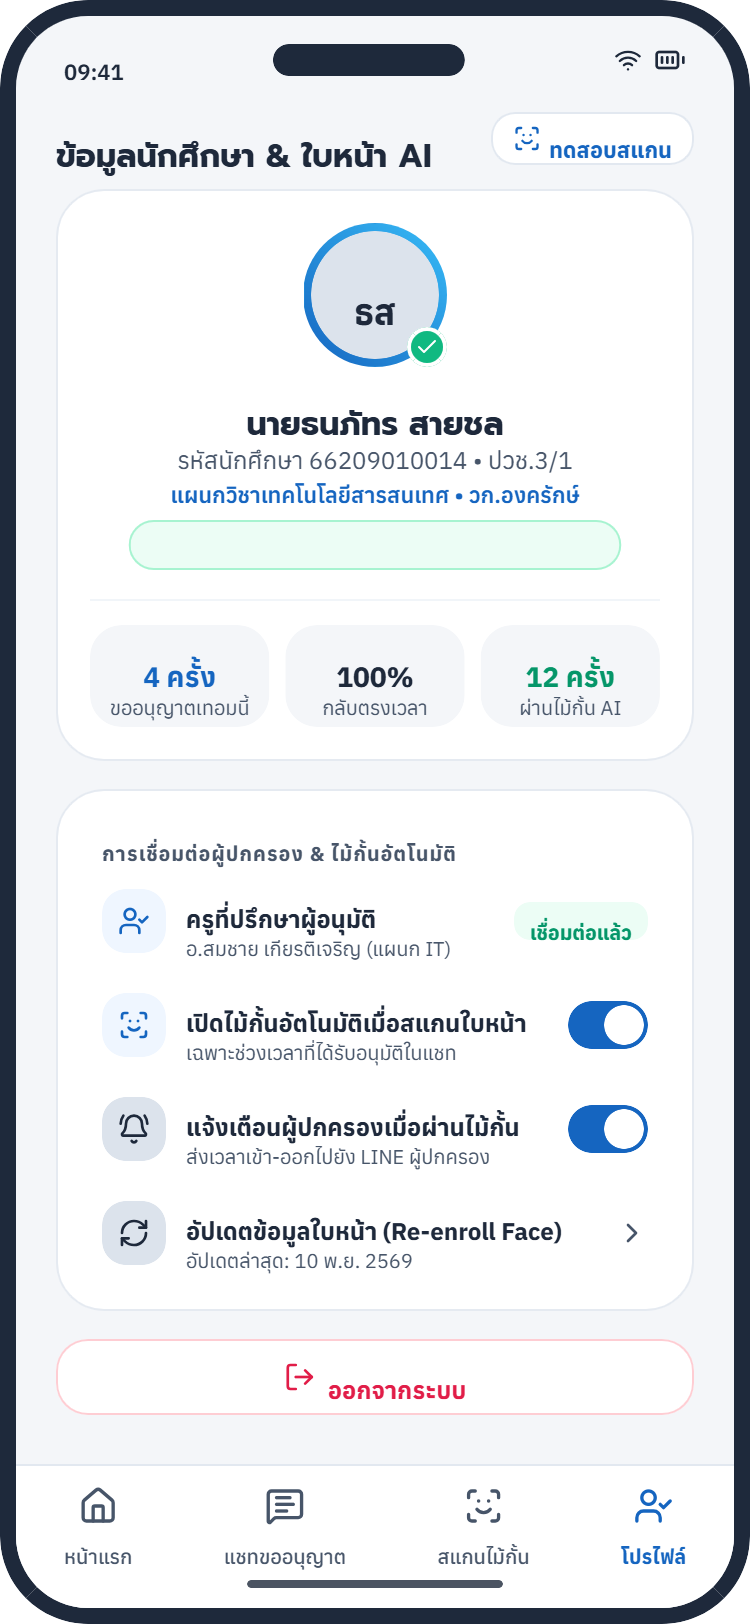 09:41
ข้อมูลนักศึกษา & ใบหน้า AI
ทดสอบสแกน
ธส
นายธนภัทร สายชล
รหัสนักศึกษา 66209010014 • ปวช.3/1
แผนกวิชาเทคโนโลยีสารสนเทศ • วก.องครักษ์
4 ครั้ง
ขออนุญาตเทอมนี้
100%
กลับตรงเวลา
12 ครั้ง
ผ่านไม้กั้น AI
การเชื่อมต่อผู้ปกครอง & ไม้กั้นอัตโนมัติ
ครูที่ปรึกษาผู้อนุมัติ
อ.สมชาย เกียรติเจริญ (แผนก IT)
เชื่อมต่อแล้ว
เปิดไม้กั้นอัตโนมัติเมื่อสแกนใบหน้า
เฉพาะช่วงเวลาที่ได้รับอนุมัติในแชท
แจ้งเตือนผู้ปกครองเมื่อผ่านไม้กั้น
ส่งเวลาเข้า-ออกไปยัง LINE ผู้ปกครอง
อัปเดตข้อมูลใบหน้า (Re-enroll Face)
อัปเดตล่าสุด: 10 พ.ย. 2569
ออกจากระบบ
หน้าแรก
แชทขออนุญาต
สแกนไม้กั้น
โปรไฟล์